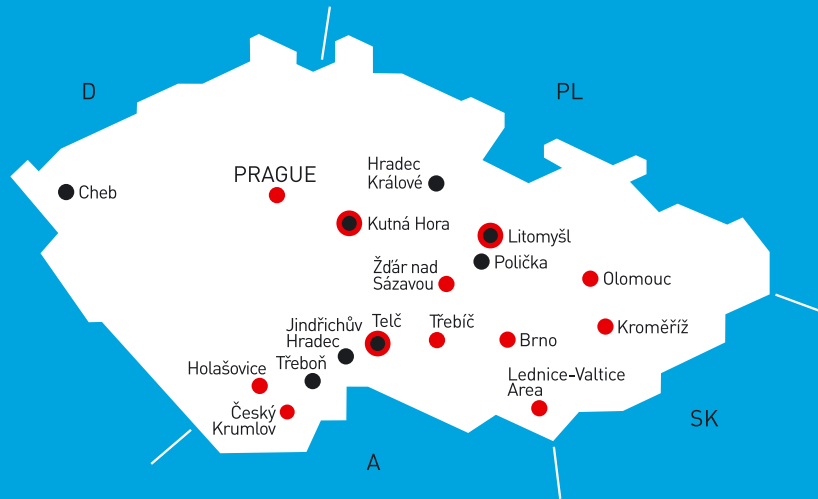 D
PL
Hradec
Králové
PRAGUE
Cheb
Kutná Hora
Litomyšl
Polička
Žďár nad
Sázavou
Olomouc
Jindřichův
Hradec
Telč
Třebíč
Kroměříž
Brno
Třeboň
Holašovice
Lednice-Valtice
Area
Český
Krumlov
SK
A